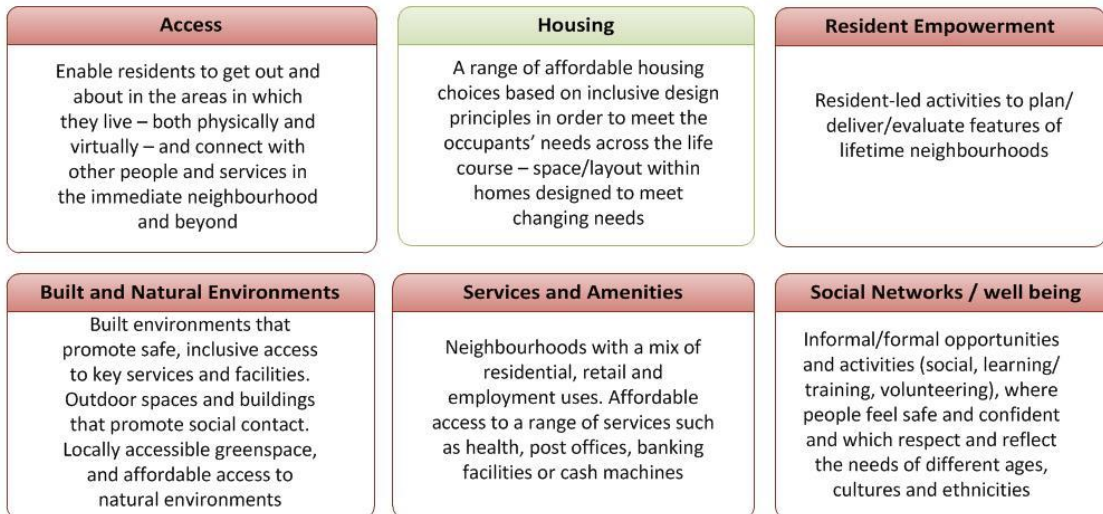 Access
Enable residents to get out and
about in the areas in which
they live – both physically and
virtually – and connect with
other people and services in
the immediate neighbourhood
and beyond
Housing
A range of affordable housing
choices based on inclusive design
principles in order to meet the
occupants’ needs across the life
course – space/layout within
homes designed to meet
changing needs
Resident Empowerment
Resident-led activities to plan/
deliver/evaluate features of
lifetime neighbourhoods
Built and Natural Environments
Built environments that
promote safe, inclusive access
to key services and facilities.
Outdoor spaces and buildings
that promote social contact.
Locally accessible greenspace,
and affordable access to
natural environments
Services and Amenities
Neighbourhoods with a mix of
residential, retail and
employment uses. Affordable
access to a range of services such
as health, post offices, banking
facilities or cash machines
Social Networks / well being
Informal/formal opportunities
and activities (social, learning/
training, volunteering), where
people feel safe and confident
and which respect and reflect
the needs of different ages,
cultures and ethnicities